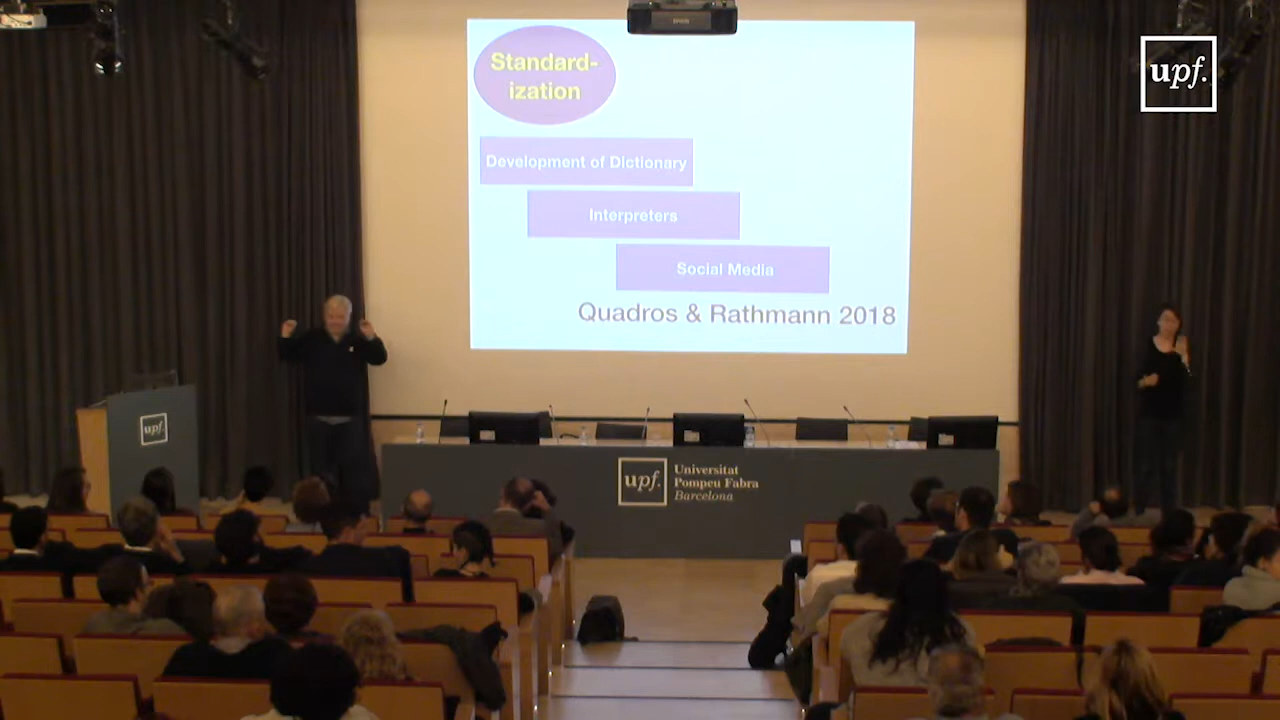 Standard-
ization
Development of Dictionary
Interpreters
Social Media
Quadros & Rathmann 2018
upf.
upf.
upf.
Universitat
Pompeu Fabra
Barcelona